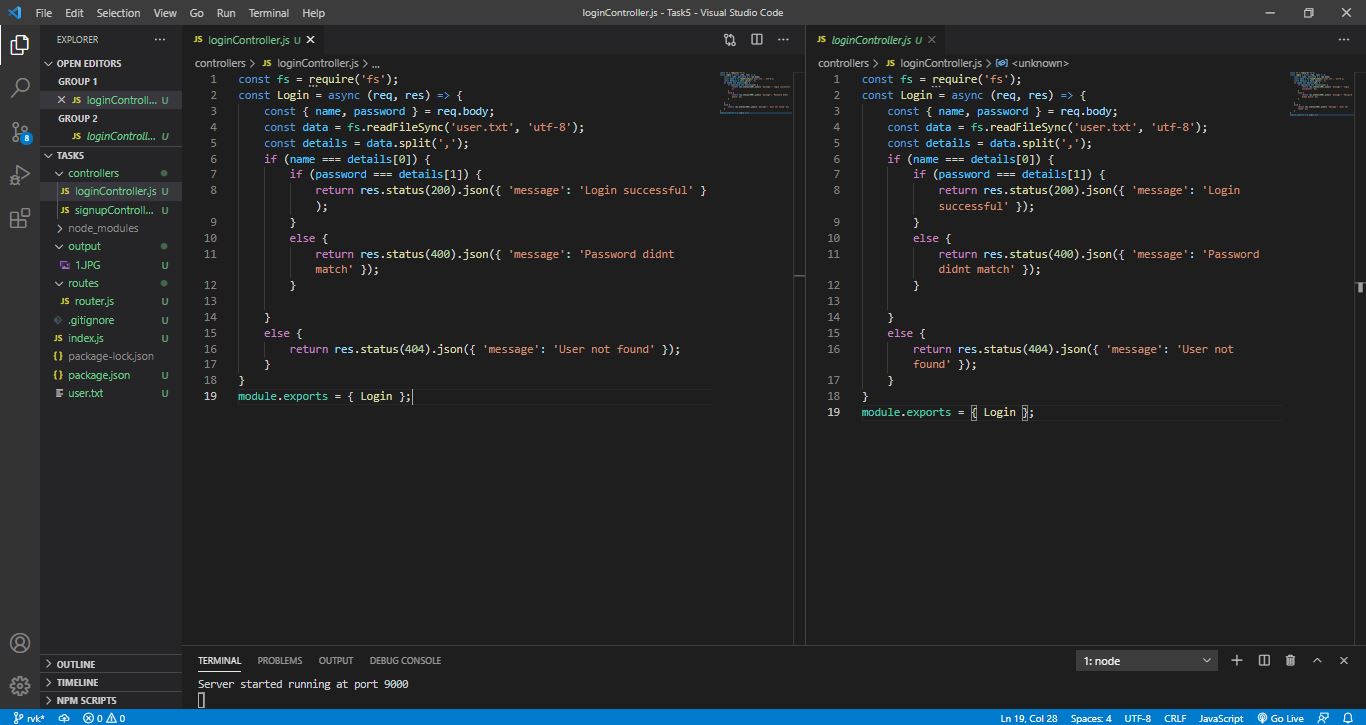 File Edit Selection View Go Run Terminal Help
loginController.js - Task5 - Visual Studio Code
EXPLORER
OPEN EDITORS
GROUP 1
JS loginControll... U
GROUP 2
JS loginControll... U
TASK5
controllers
JS loginController.js U
JS signupControll... U
node_modules
output
1.JPG U
routes
JS router.js U
.gitignore U
JS index.js U
{} package-lock.json
{} package.json U
user.txt U
OUTLINE
TIMELINE
NPM SCRIPTS
8
JS loginController.js U
controllers > JS loginController.js > ...
1 const fs = require('fs');
2 const Login = async (req, res) => {
3 const { name, password } = req.body;
4 const data = fs.readFileSync('user.txt', 'utf-8');
5 const details = data.split(',');
6 if (name === details[0]) {
7 if (password === details[1]) {
8 return res.status(200).json({ 'message': 'Login successful' }
);
9 }
10 else {
11 return res.status(400).json({ 'message': 'Password didnt
match' });
12 }
13
14 }
15 else {
16 return res.status(404).json({ 'message': 'User not found' });
17 }
18 }
19 module.exports = { Login };
JS loginController.js U
controllers > JS loginController.js > <unknown>
1 const fs = require('fs');
2 const Login = async (req, res) => {
3 const { name, password } = req.body;
4 const data = fs.readFileSync('user.txt', 'utf-8');
5 const details = data.split(',');
6 if (name === details[0]) {
7 if (password === details[1]) {
8 return res.status(200).json({ 'message': 'Login
successful' });
9 }
10 else {
11 return res.status(400).json({ 'message': 'Password
didnt match' });
12 }
13
14 }
15 else {
16 return res.status(404).json({ 'message': 'User not
found' });
17 }
18 }
19 module.exports = { Login };
TERMINAL PROBLEMS OUTPUT DEBUG CONSOLE
1: node
Server started running at port 9000
rvk* 0 0
Ln 19, Col 28 Spaces: 4 UTF-8 CRLF JavaScript Go Live